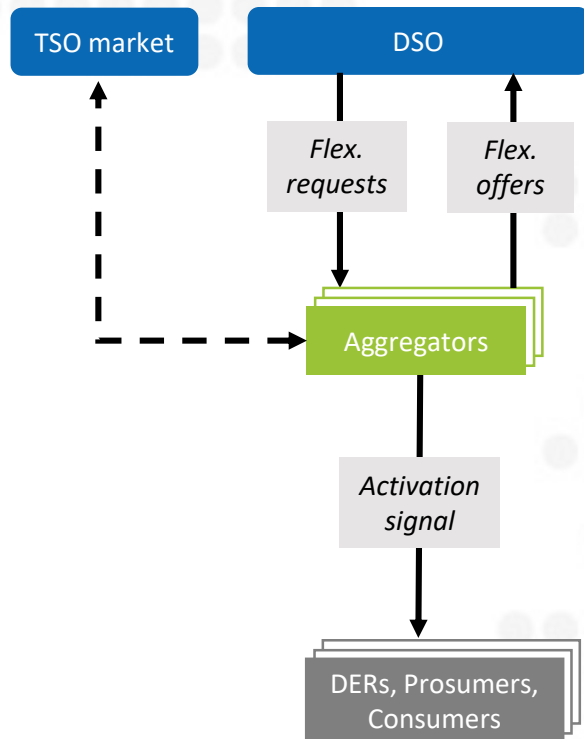 TSO market
DSO
Flex.
requests
Flex.
offers
Aggregators
Activation
signal
DERs, Prosumers,
Consumers